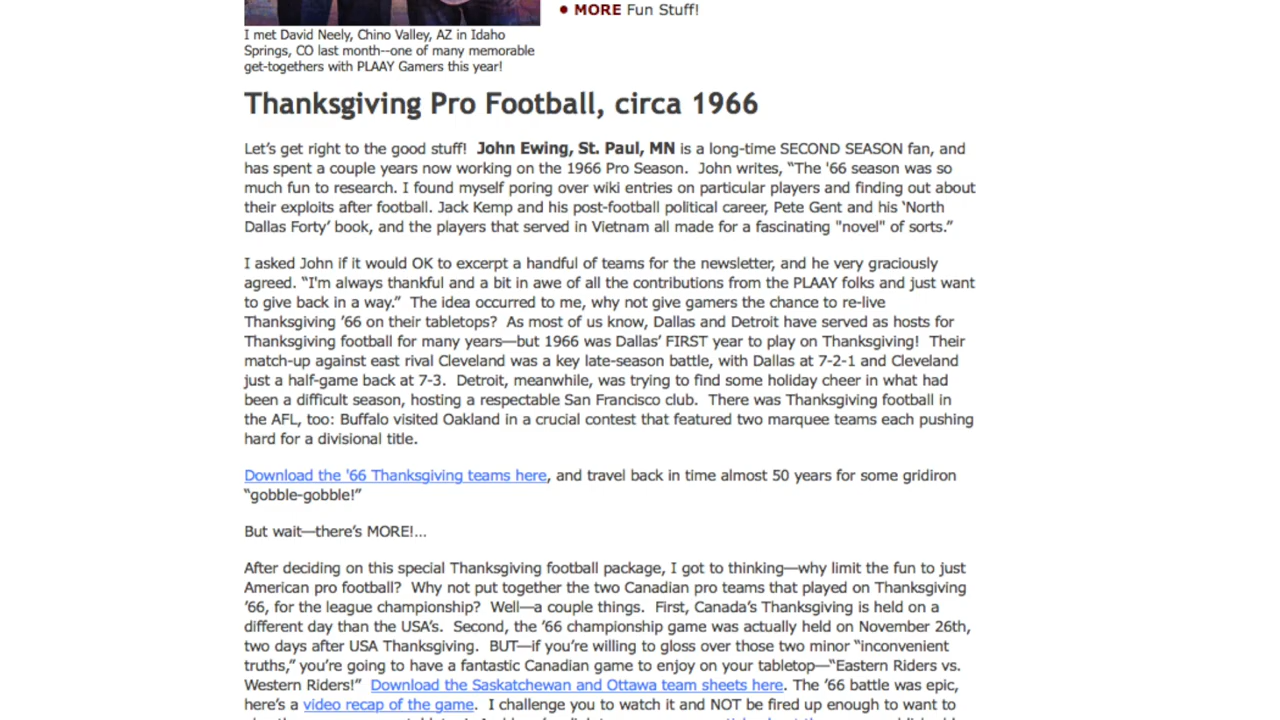 ● MORE Fun Stuff!
I met David Neely, Chino Valley, AZ in Idaho
Springs, CO last month--one of many memorable
get-togethers with PLAAY Gamers this year!
Thanksgiving Pro Football, circa 1966
Let’s get right to the good stuff!  John Ewing, St. Paul, MN is a long-time SECOND SEASON fan, and
has spent a couple years now working on the 1966 Pro Season.  John writes, “The '66 season was so
much fun to research. I found myself poring over wiki entries on particular players and finding out about
their exploits after football. Jack Kemp and his post-football political career, Pete Gent and his ‘North
Dallas Forty’ book, and the players that served in Vietnam all made for a fascinating "novel" of sorts.”
I asked John if it would OK to excerpt a handful of teams for the newsletter, and he very graciously
agreed. “I'm always thankful and a bit in awe of all the contributions from the PLAAY folks and just want
to give back in a way.”  The idea occurred to me, why not give gamers the chance to re-live
Thanksgiving ’66 on their tabletops?  As most of us know, Dallas and Detroit have served as hosts for
Thanksgiving football for many years—but 1966 was Dallas’ FIRST year to play on Thanksgiving!  Their
match-up against east rival Cleveland was a key late-season battle, with Dallas at 7-2-1 and Cleveland
just a half-game back at 7-3.  Detroit, meanwhile, was trying to find some holiday cheer in what had
been a difficult season, hosting a respectable San Francisco club.  There was Thanksgiving football in
the AFL, too: Buffalo visited Oakland in a crucial contest that featured two marquee teams each pushing
hard for a divisional title.
Download the '66 Thanksgiving teams here, and travel back in time almost 50 years for some gridiron
“gobble-gobble!”
But wait—there’s MORE!…
After deciding on this special Thanksgiving football package, I got to thinking—why limit the fun to just
American pro football?  Why not put together the two Canadian pro teams that played on Thanksgiving
’66, for the league championship?  Well—a couple things.  First, Canada’s Thanksgiving is held on a
different day than the USA’s.  Second, the ’66 championship game was actually held on November 26th,
two days after USA Thanksgiving.  BUT—if you’re willing to gloss over those two minor “inconvenient
truths,” you’re going to have a fantastic Canadian game to enjoy on your tabletop—“Eastern Riders vs.
Western Riders!”  Download the Saskatchewan and Ottawa team sheets here. The ’66 battle was epic,
here’s a video recap of the game.  I challenge you to watch it and NOT be fired up enough to want to